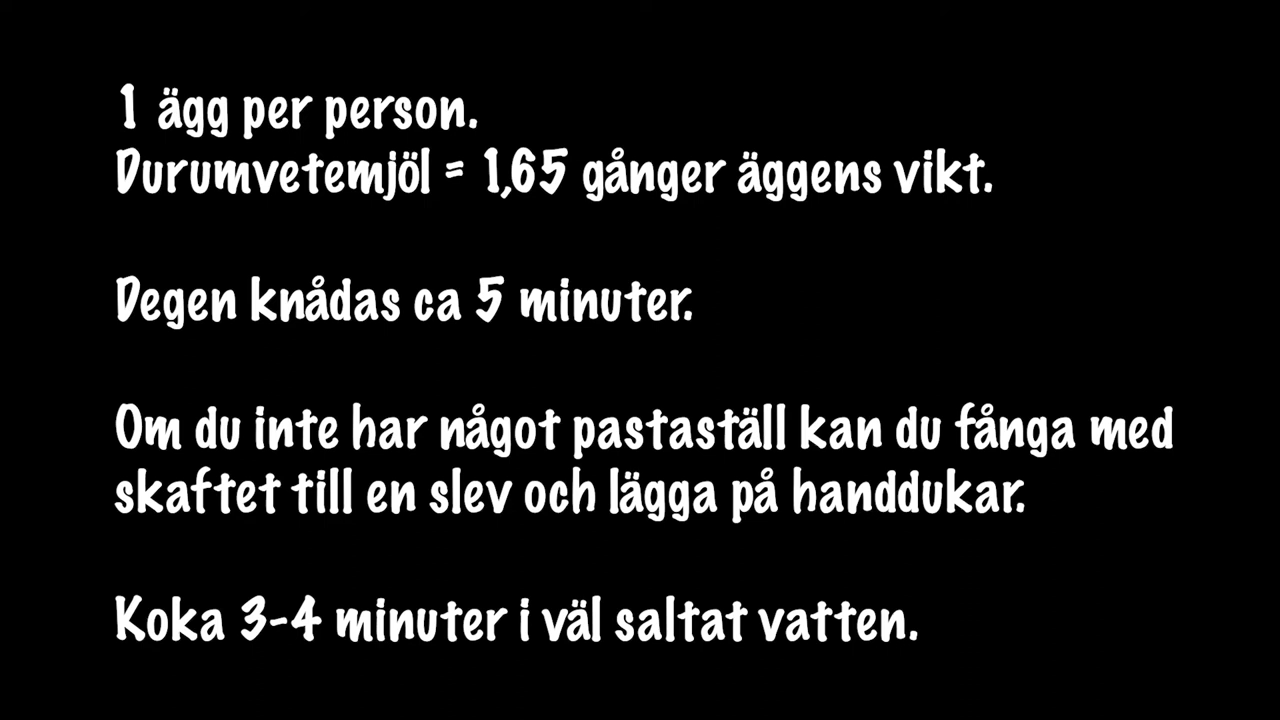 1 ägg per person.
Durumvetemjöl = 1,65 gånger äggens vikt.
Degen knådas ca 5 minuter.
Om du inte har något pastaställ kan du fånga med
skaftet till en slev och lägga på handdukar.
Koka 3-4 minuter i väl saltat vatten.